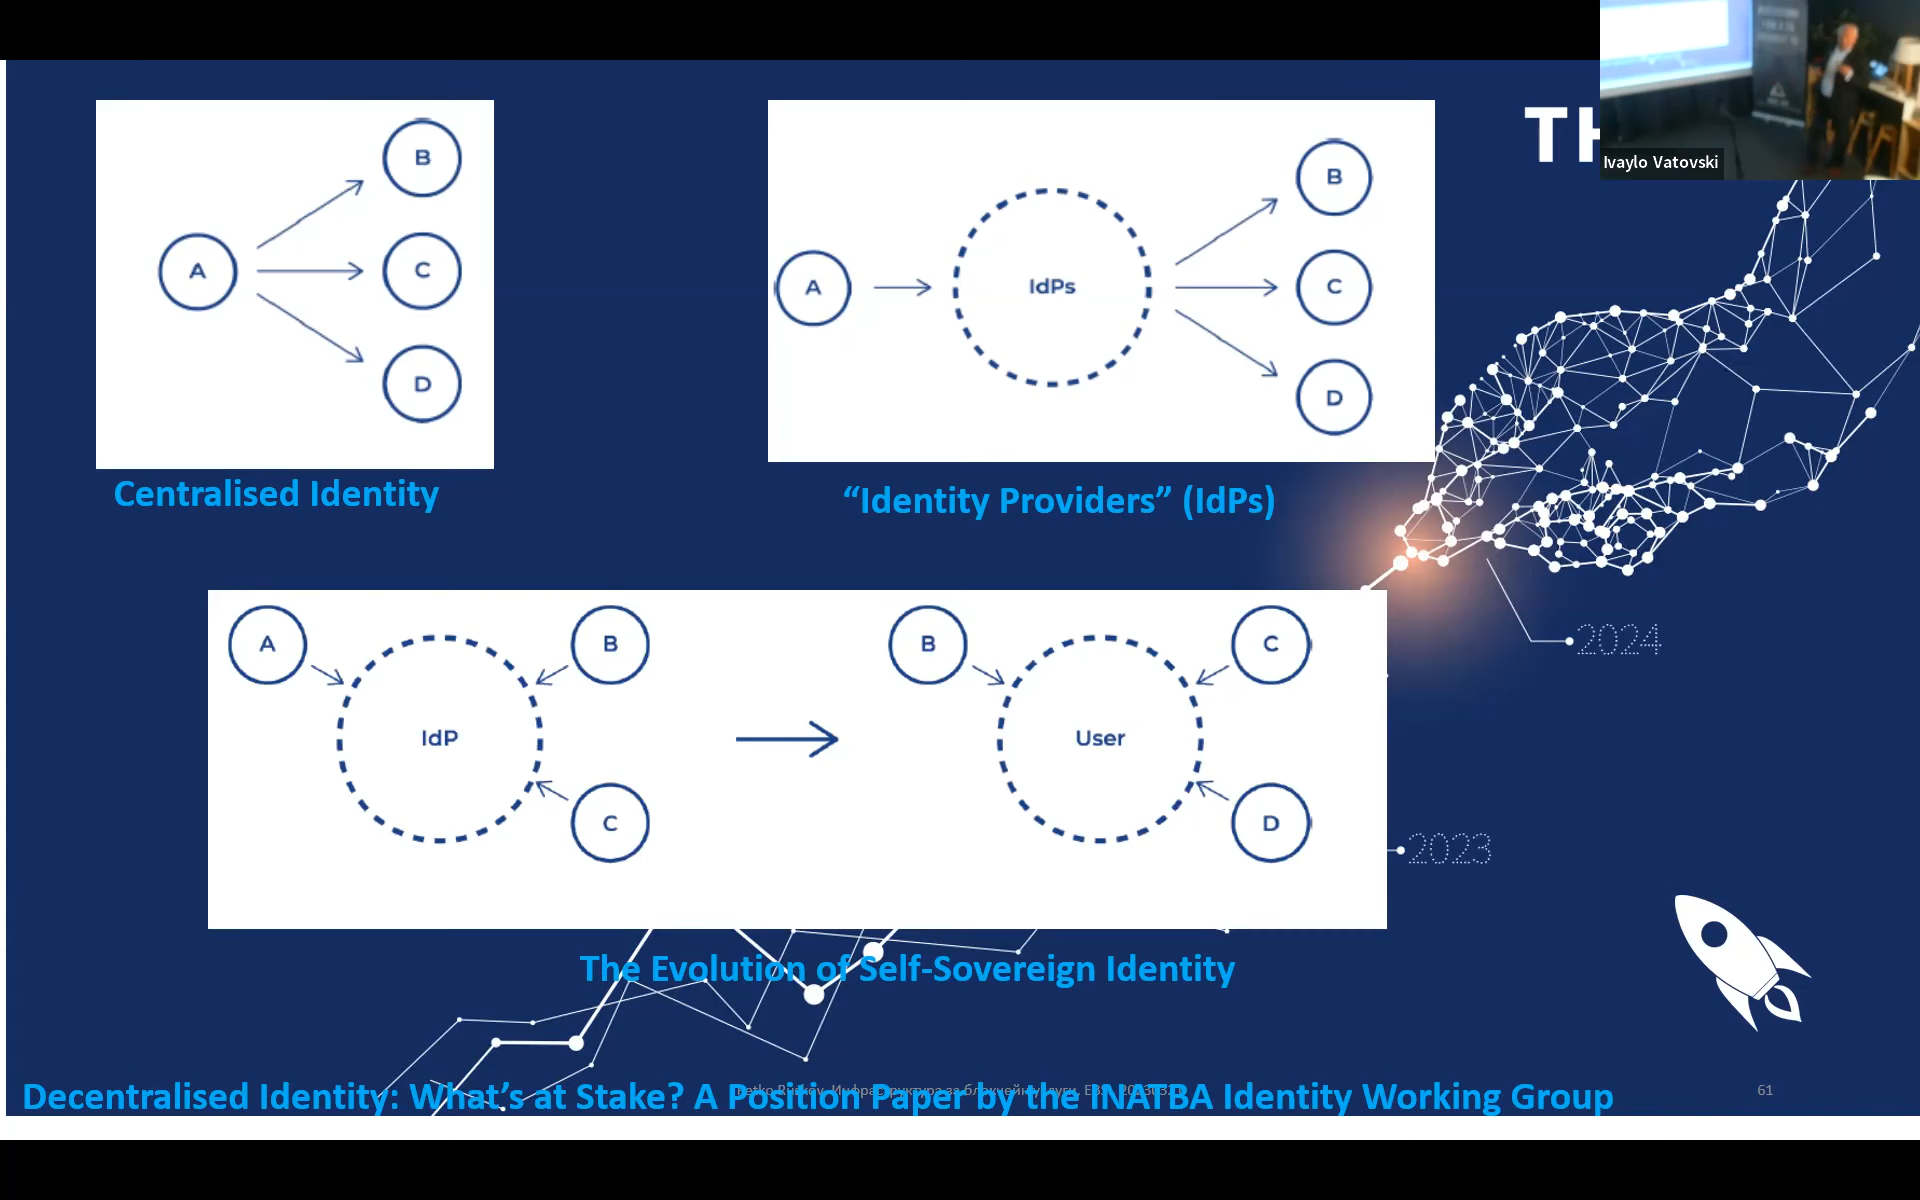 TH
Ivaylo Vatovski
B
A
C
D
Centralised Identity
B
A
IdPs
C
D
“Identity Providers” (IdPs)
A
B
IdP
C
B
C
User
D
The Evolution of Self-Sovereign Identity
2024
2023
Decentralised Identity: What’s at Stake? A Position Paper by the INATBA Identity Working Group
61